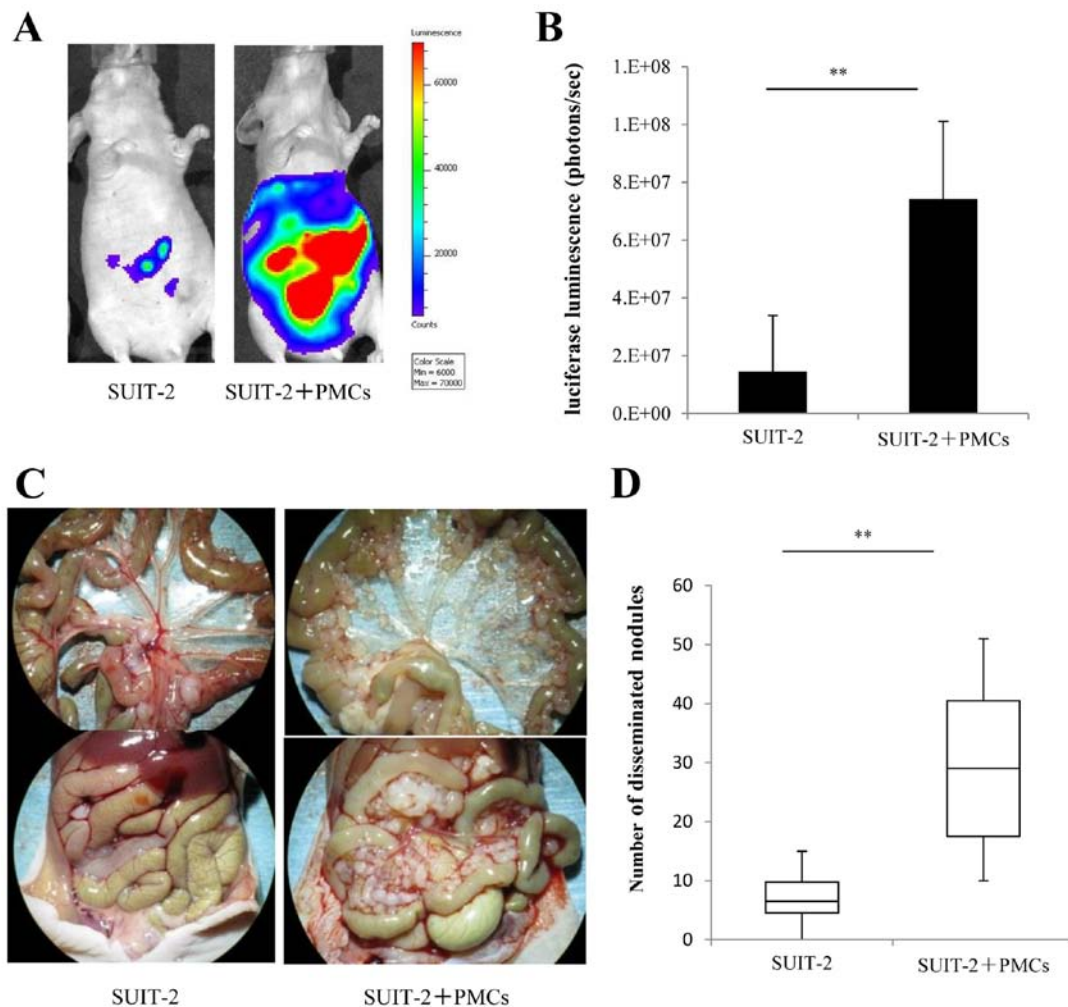 A
Luminescence
60000
40000
20000
Counts
Color Scale
Min = 6000
Max = 70000
SUIT-2
SUIT-2+PMCs
B
luciferase luminescence (photons/sec)
1.E+08
1.E+08
8.E+07
6.E+07
4.E+07
2.E+07
0.E+00
**
SUIT-2
SUIT-2+PMCs
C
SUIT-2
SUIT-2+PMCs
D
Number of disseminated nodules
60
50
40
30
20
10
0
**
SUIT-2
SUIT-2+PMCs